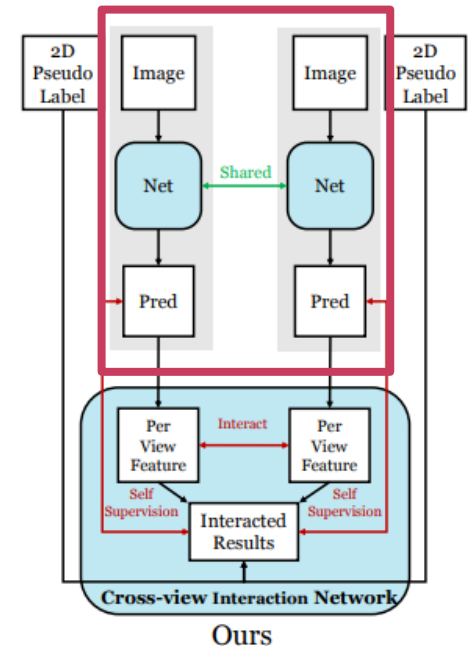 2D
Pseudo
Label
Image
Image
2D
Pseudo
Label
Net
Shared
Net
Pred
Pred
Per
View
Feature
Interact
Per
View
Feature
Self
Supervision
Self
Supervision
Interacted
Results
Cross-view Interaction Network
Ours